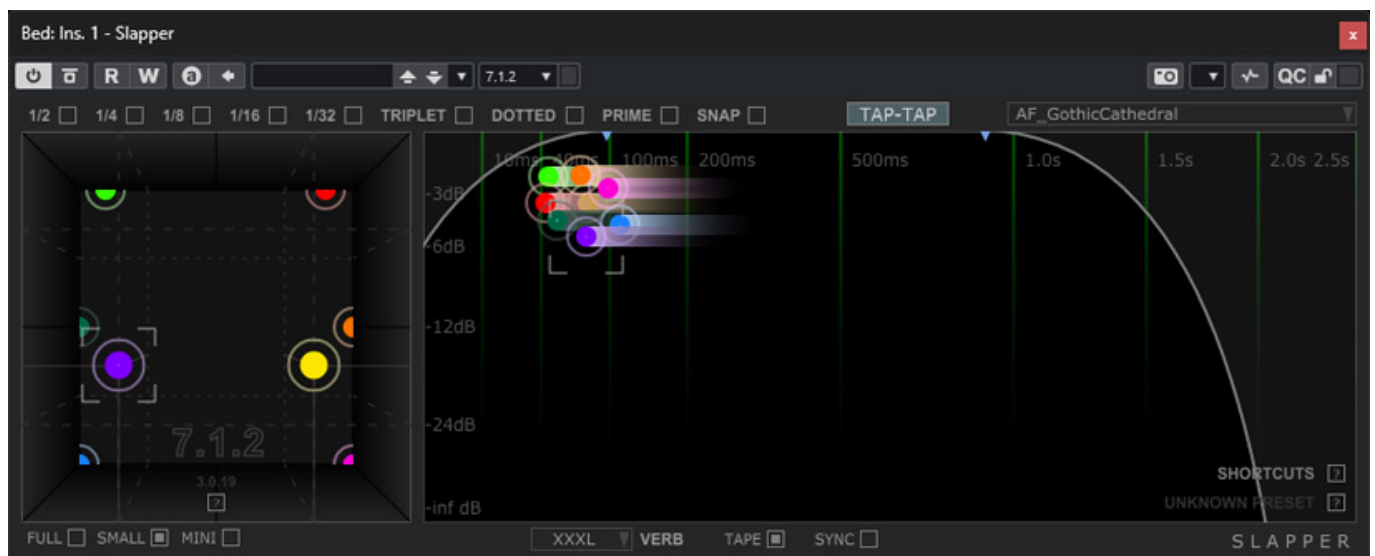 Bed: Ins. 1 - Slapper
x
R W a 7.1.2 QC
1/2 1/4 1/8 1/16 1/32 TRIPLET DOTTED PRIME SNAP TAP-TAP AF_GothicCathedral
100ms 200ms 500ms 1.0s 1.5s 2.0s 2.5s
-3dB
-6dB
-12dB
-24dB
-inf dB
7.1.2
3.0.19
?
SHORTCUTS ?
UNKNOWN PRESET ?
FULL SMALL MINI XXXL VERB TAPE SYNC SLAPPER